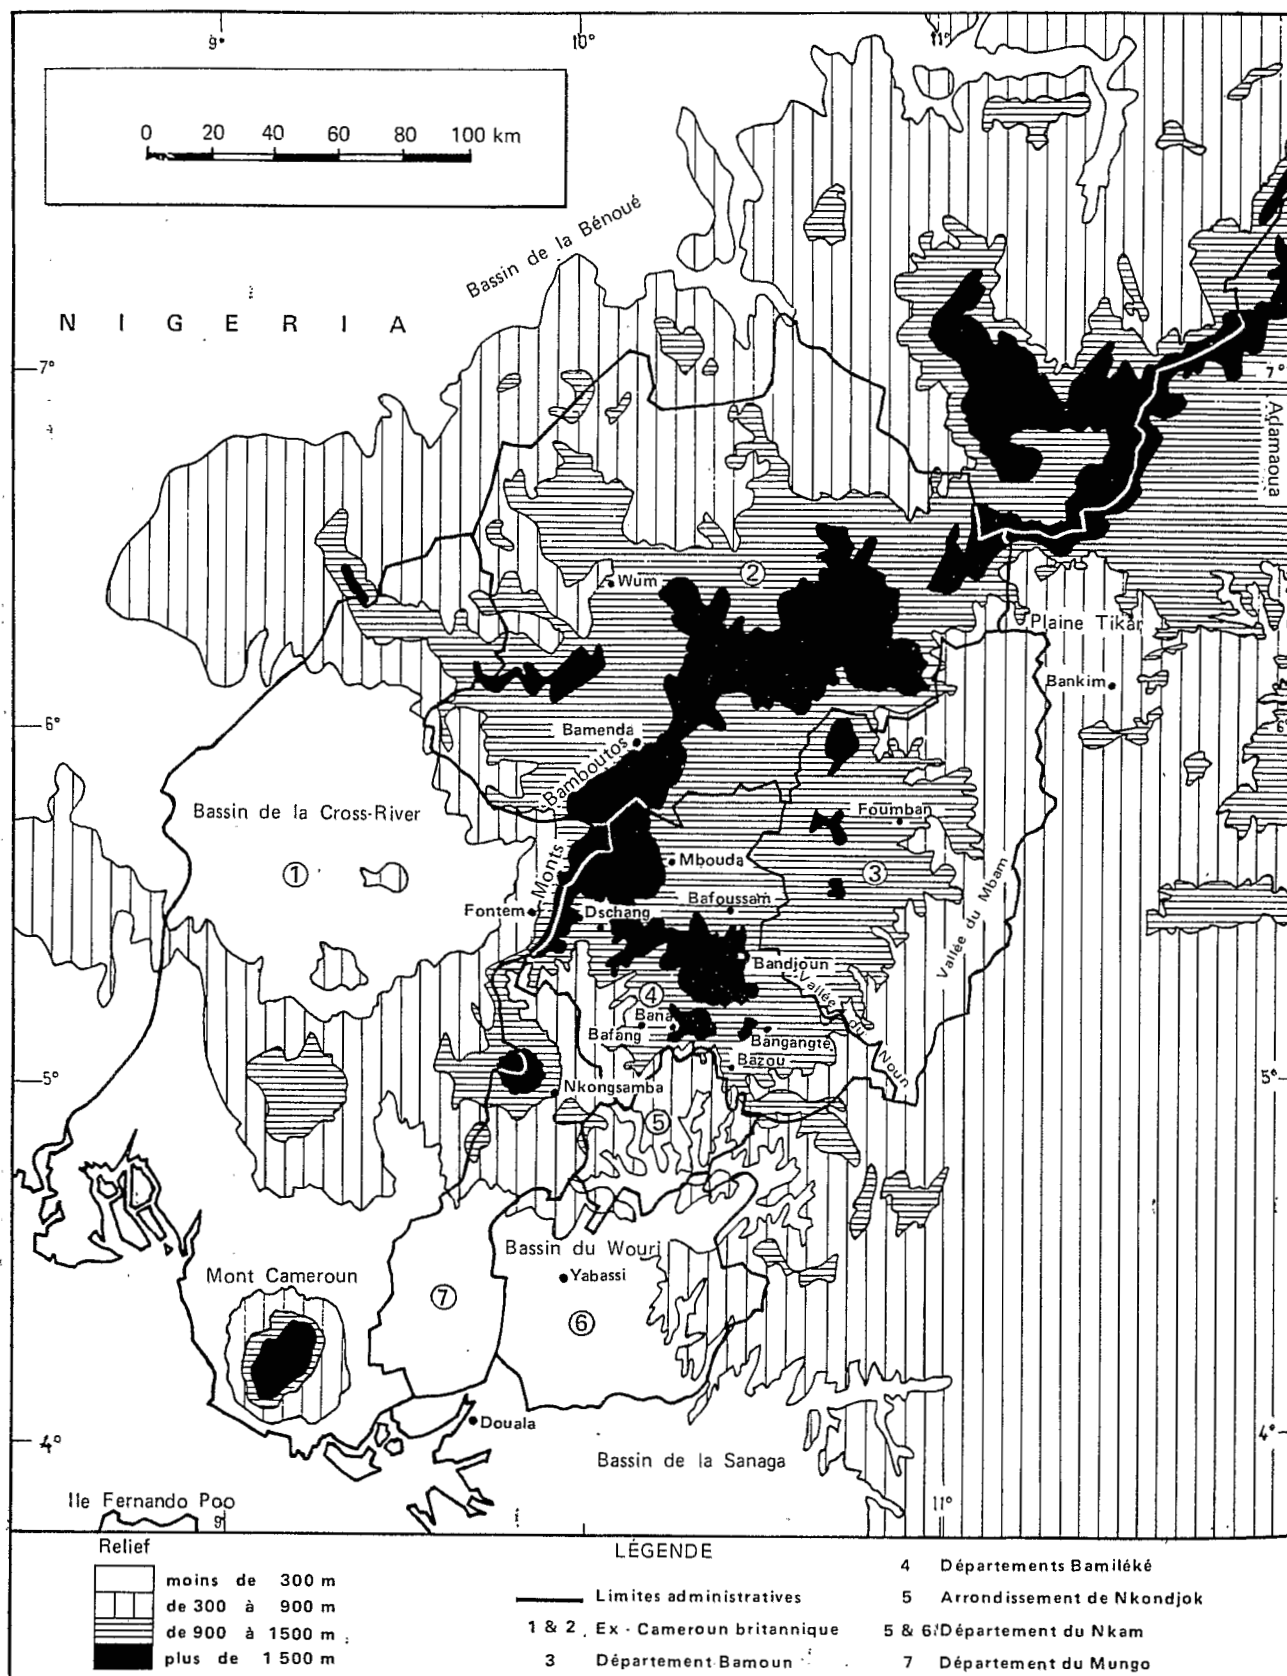 9°
10°
11°
0 20 40 60 80 100 km
Bassin de la Bénoué
N I G E R I A
7°
7°
Adamaoua
2
Wum
Plaine Tikar
Bankim
6°
Bamenda
Monts Bamboutos
Bassin de la Cross-River
Foumban
1
Mbouda
3
Vallée du Mbam
Fontem
Dschang
Bafoussam
Bandjoun
Vallée du Noun
4
Bana
Bafang
Bangangté
Bazou
5°
5°
Nkongsamba
5
Bassin du Wouri
Mont Cameroun
Yabassi
7
6
Douala
4°
4°
Bassin de la Sanaga
Ile Fernando Poo
9
11°
Relief
moins de 300 m
de 300 à 900 m
de 900 à 1500 m
plus de 1 500 m
LÉGENDE
Limites administratives
1 & 2 Ex - Cameroun britannique
3 Département Bamoun
4 Départements Bamiléké
5 Arrondissement de Nkondjok
5 & 6 Département du Nkam
7 Département du Mungo